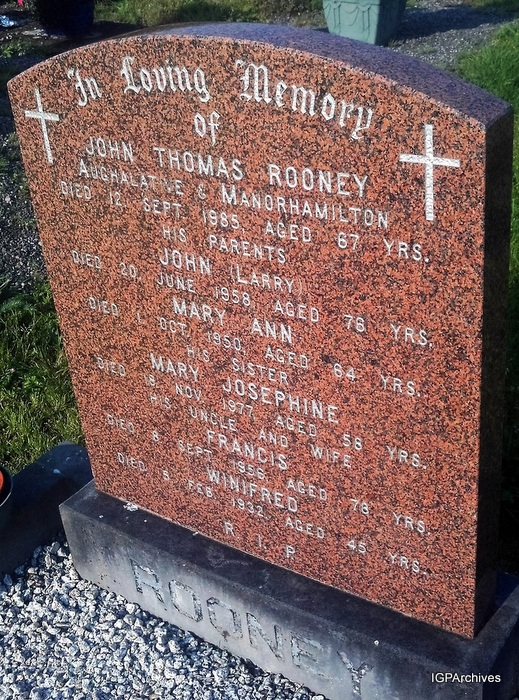 In Loving Memory
of
JOHN THOMAS ROONEY
AUGHALATIVE & MANORHAMILTON
DIED 12, SEPT 1985, AGED 67 YRS.
HIS PARENTS
JOHN (LARRY)
DIED 20, JUNE 1958, AGED 78 YRS,
MARY ANN
DIED 1, OCT, 1950, AGED 64 YRS.
HIS SISTER
MARY JOSEPHINE
DIED 18, NOV, 1977, AGED 58 YRS.
HIS UNCLE AND WIFE
FRANCIS
DIED 8 SEPT 1956, AGED 78 YRS.
WINIFRED
DIED 9, FEB, 1932, AGED 45 YRS.
R I P
ROONEY
IGPArchives